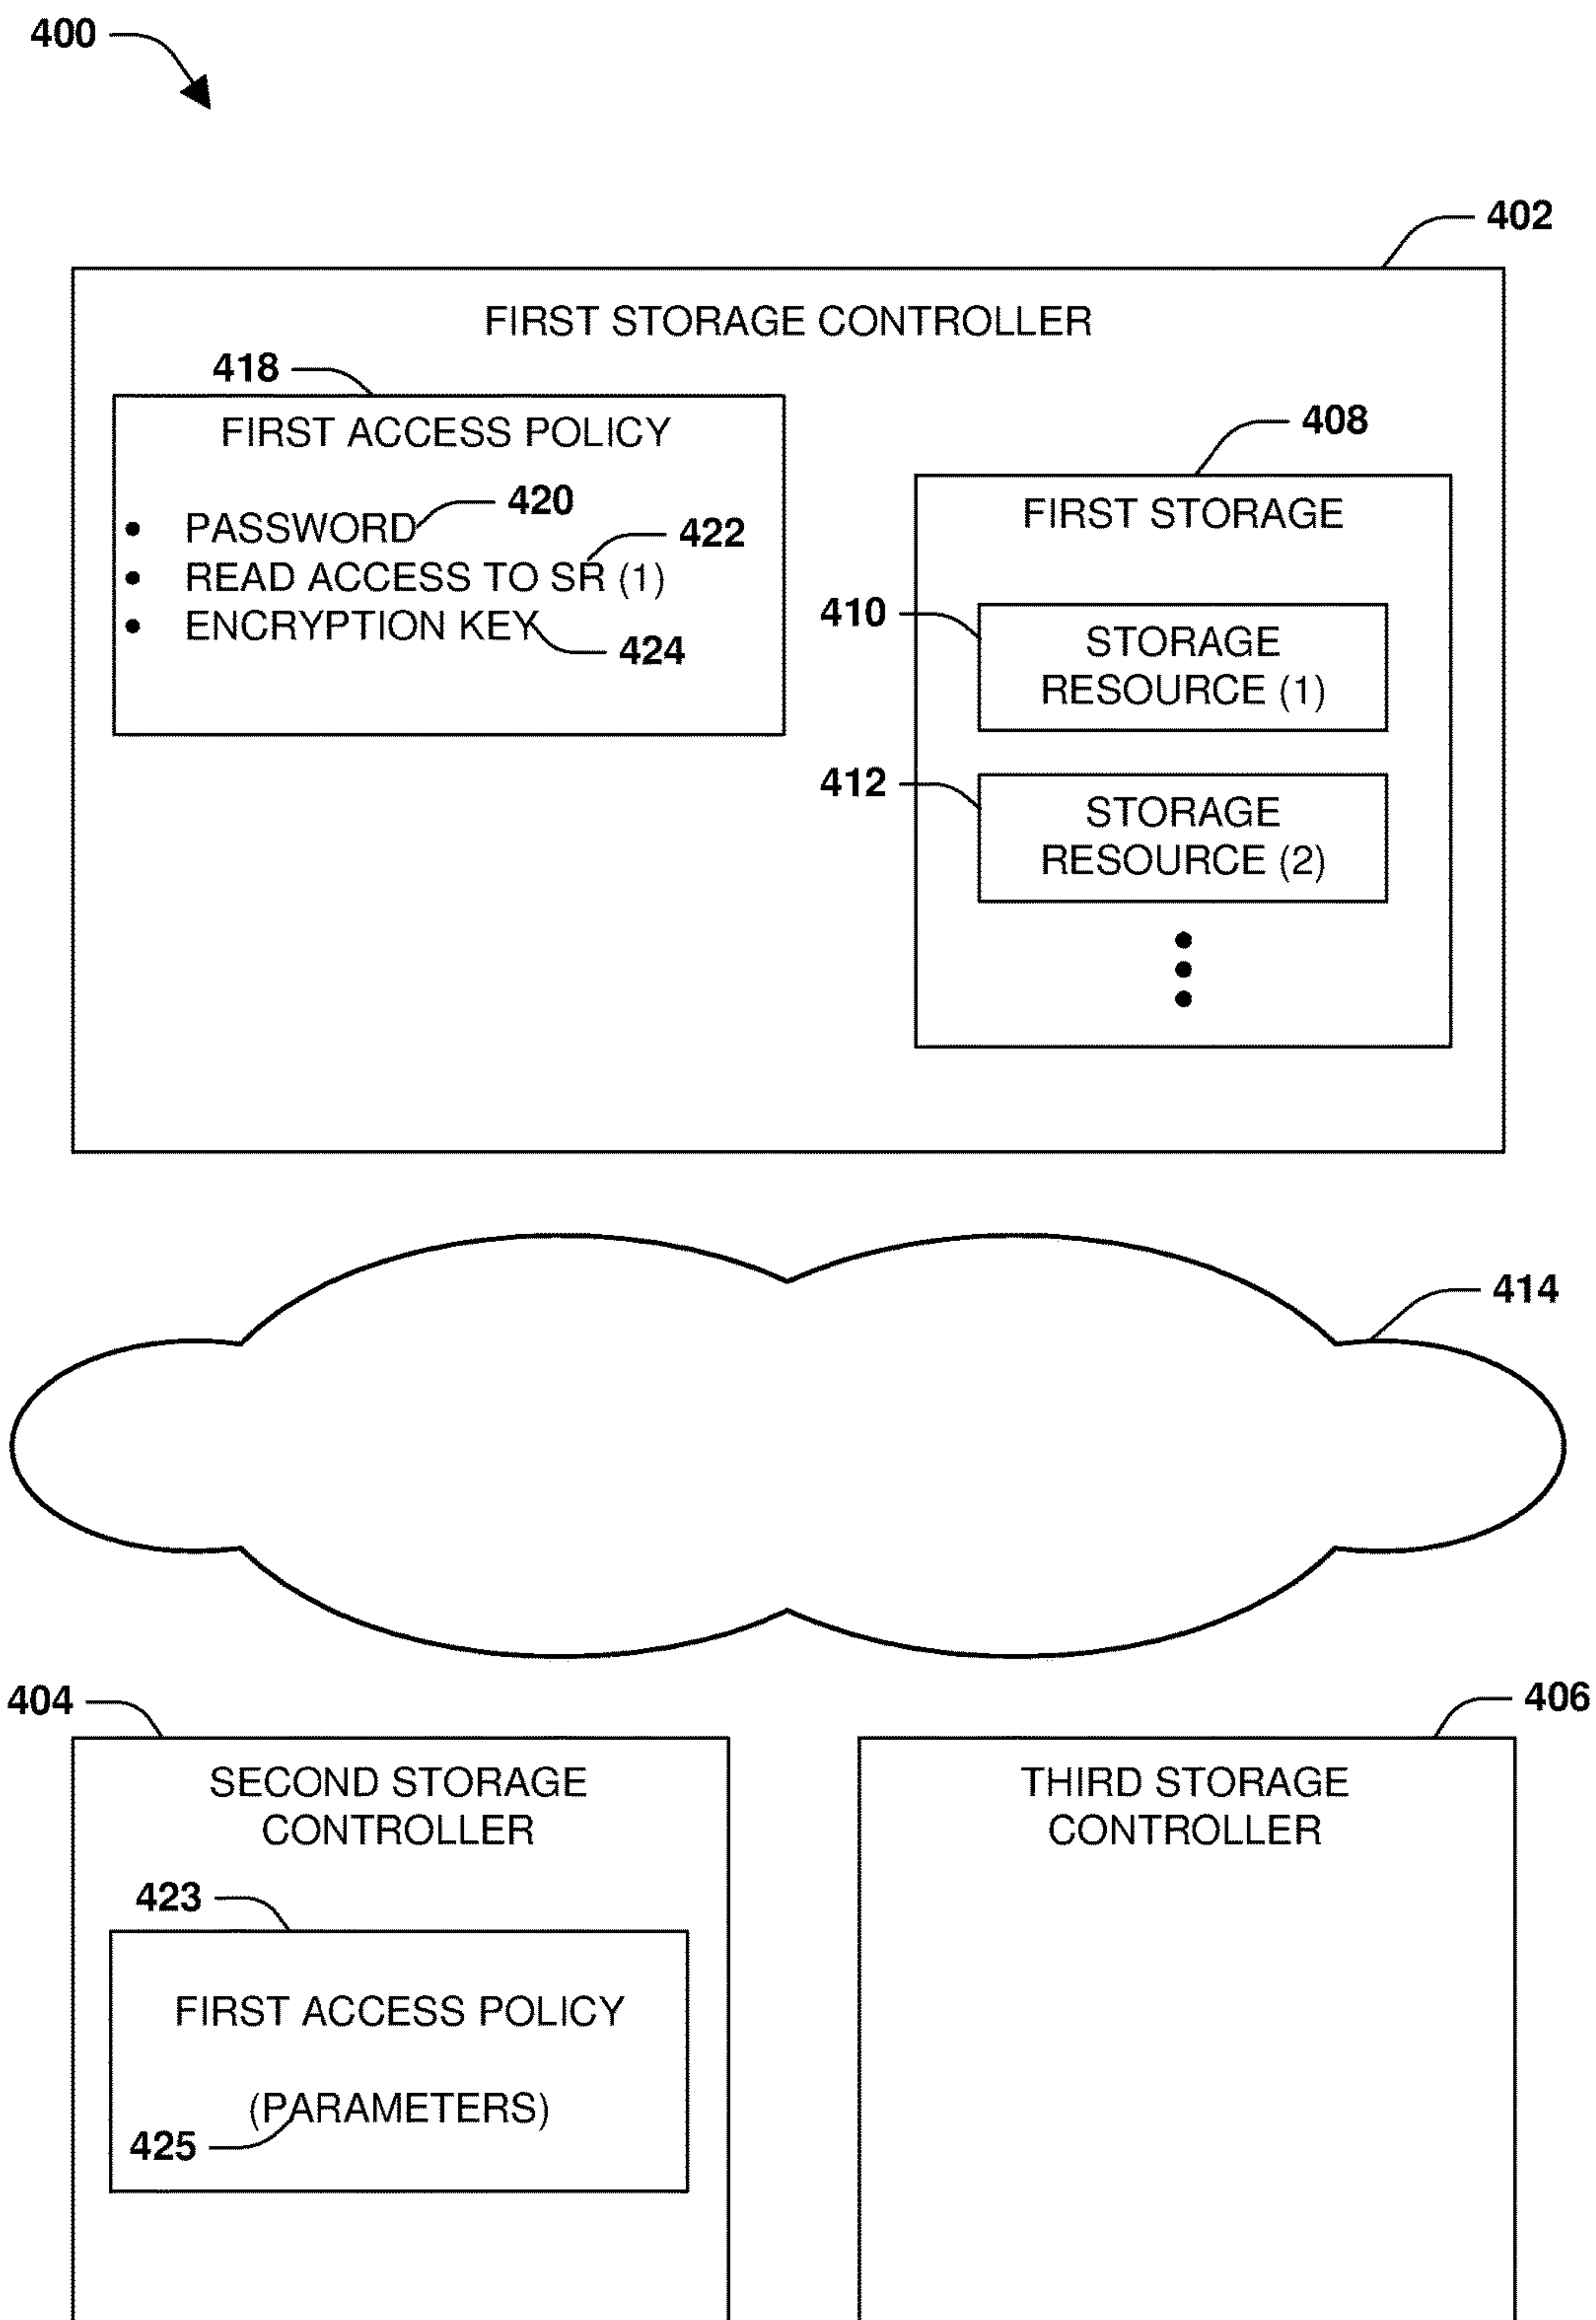 400
402
FIRST STORAGE CONTROLLER
418
FIRST ACCESS POLICY
408
420
• PASSWORD
422
• READ ACCESS TO SR (1)
• ENCRYPTION KEY
424
FIRST STORAGE
410
STORAGE
RESOURCE (1)
412
STORAGE
RESOURCE (2)
414
404
SECOND STORAGE
CONTROLLER
423
FIRST ACCESS POLICY
(PARAMETERS)
425
406
THIRD STORAGE
CONTROLLER